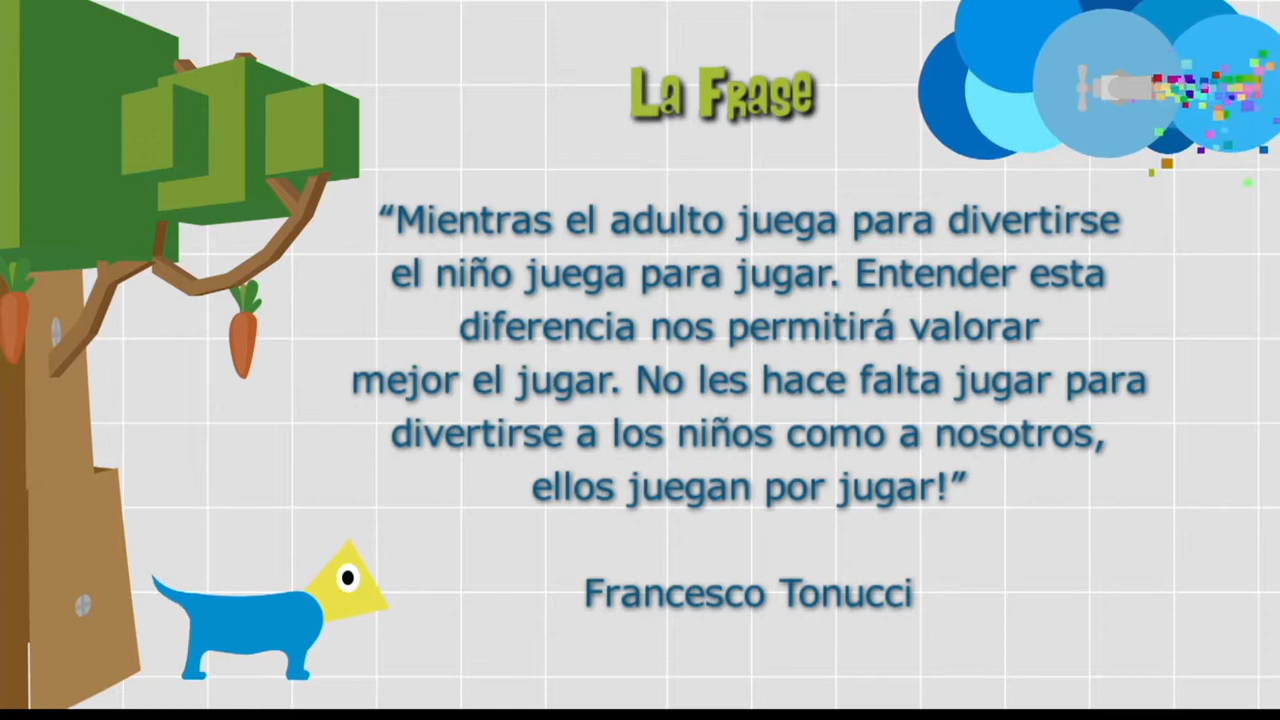 La Frase
“Mientras el adulto juega para divertirse
el niño juega para jugar. Entender esta
diferencia nos permitirá valorar
mejor el jugar. No les hace falta jugar para
divertirse a los niños como a nosotros,
ellos juegan por jugar!”
Francesco Tonucci